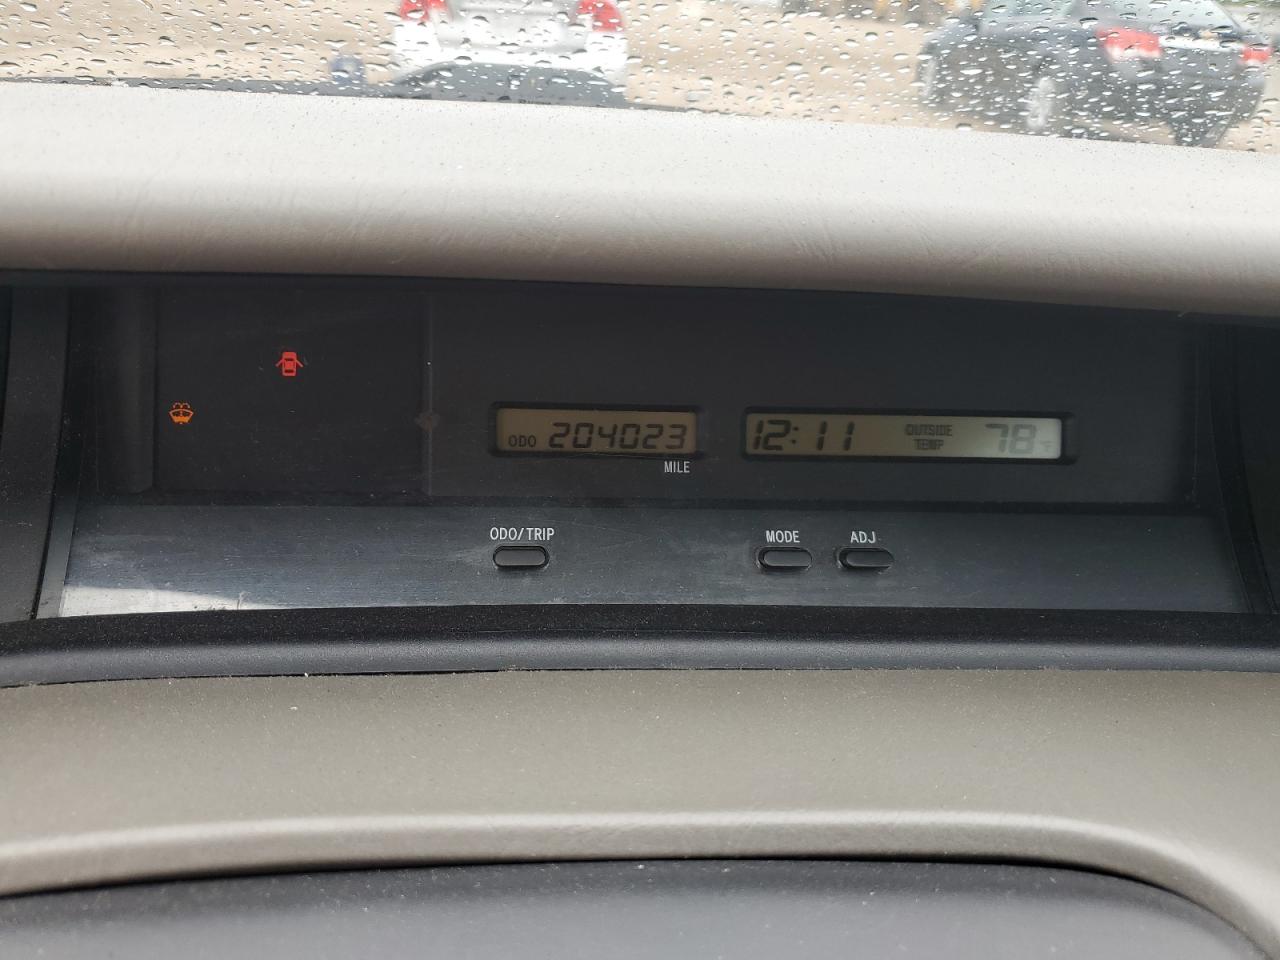 ODO 204023
MILE
12:11 OUTSIDE TEMP 78°F
ODO/TRIP
MODE
ADJ